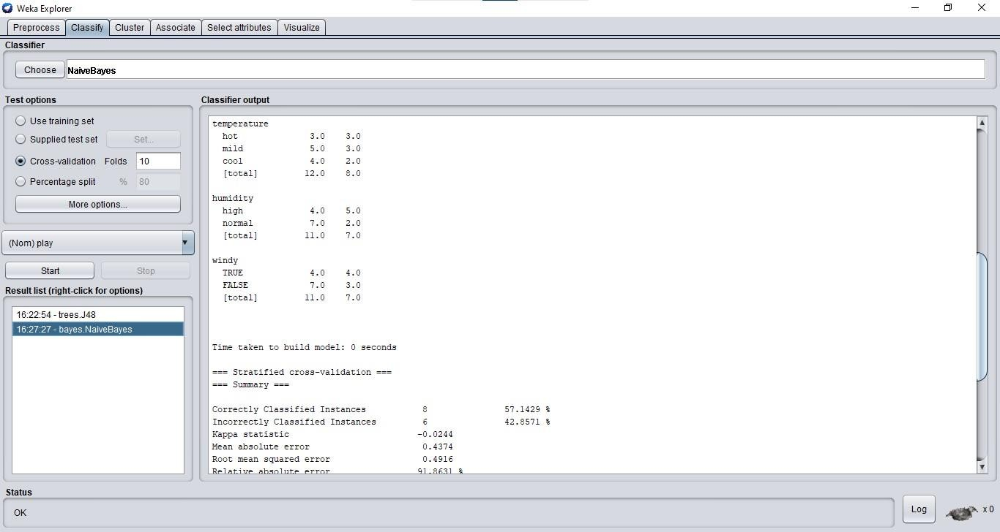 Weka Explorer
Preprocess Classify Cluster Associate Select attributes Visualize
Classifier
Choose NaiveBayes
Test options
Use training set
Supplied test set Set...
Cross-validation Folds 10
Percentage split % 80
More options...
(Nom) play
Start Stop
Result list (right-click for options)
16:22:54 - trees.J48
16:27:27 - bayes.NaiveBayes
Classifier output
temperature
hot 3.0 3.0
mild 5.0 3.0
cool 4.0 2.0
[total] 12.0 8.0
humidity
high 4.0 5.0
normal 7.0 2.0
[total] 11.0 7.0
windy
TRUE 4.0 4.0
FALSE 7.0 3.0
[total] 11.0 7.0
Time taken to build model: 0 seconds
=== Stratified cross-validation ===
=== Summary ===
Correctly Classified Instances 8 57.1429 %
Incorrectly Classified Instances 6 42.8571 %
Kappa statistic -0.0244
Mean absolute error 0.4374
Root mean squared error 0.4916
Relative absolute error 91.8631 %
Status
OK
Log x 0